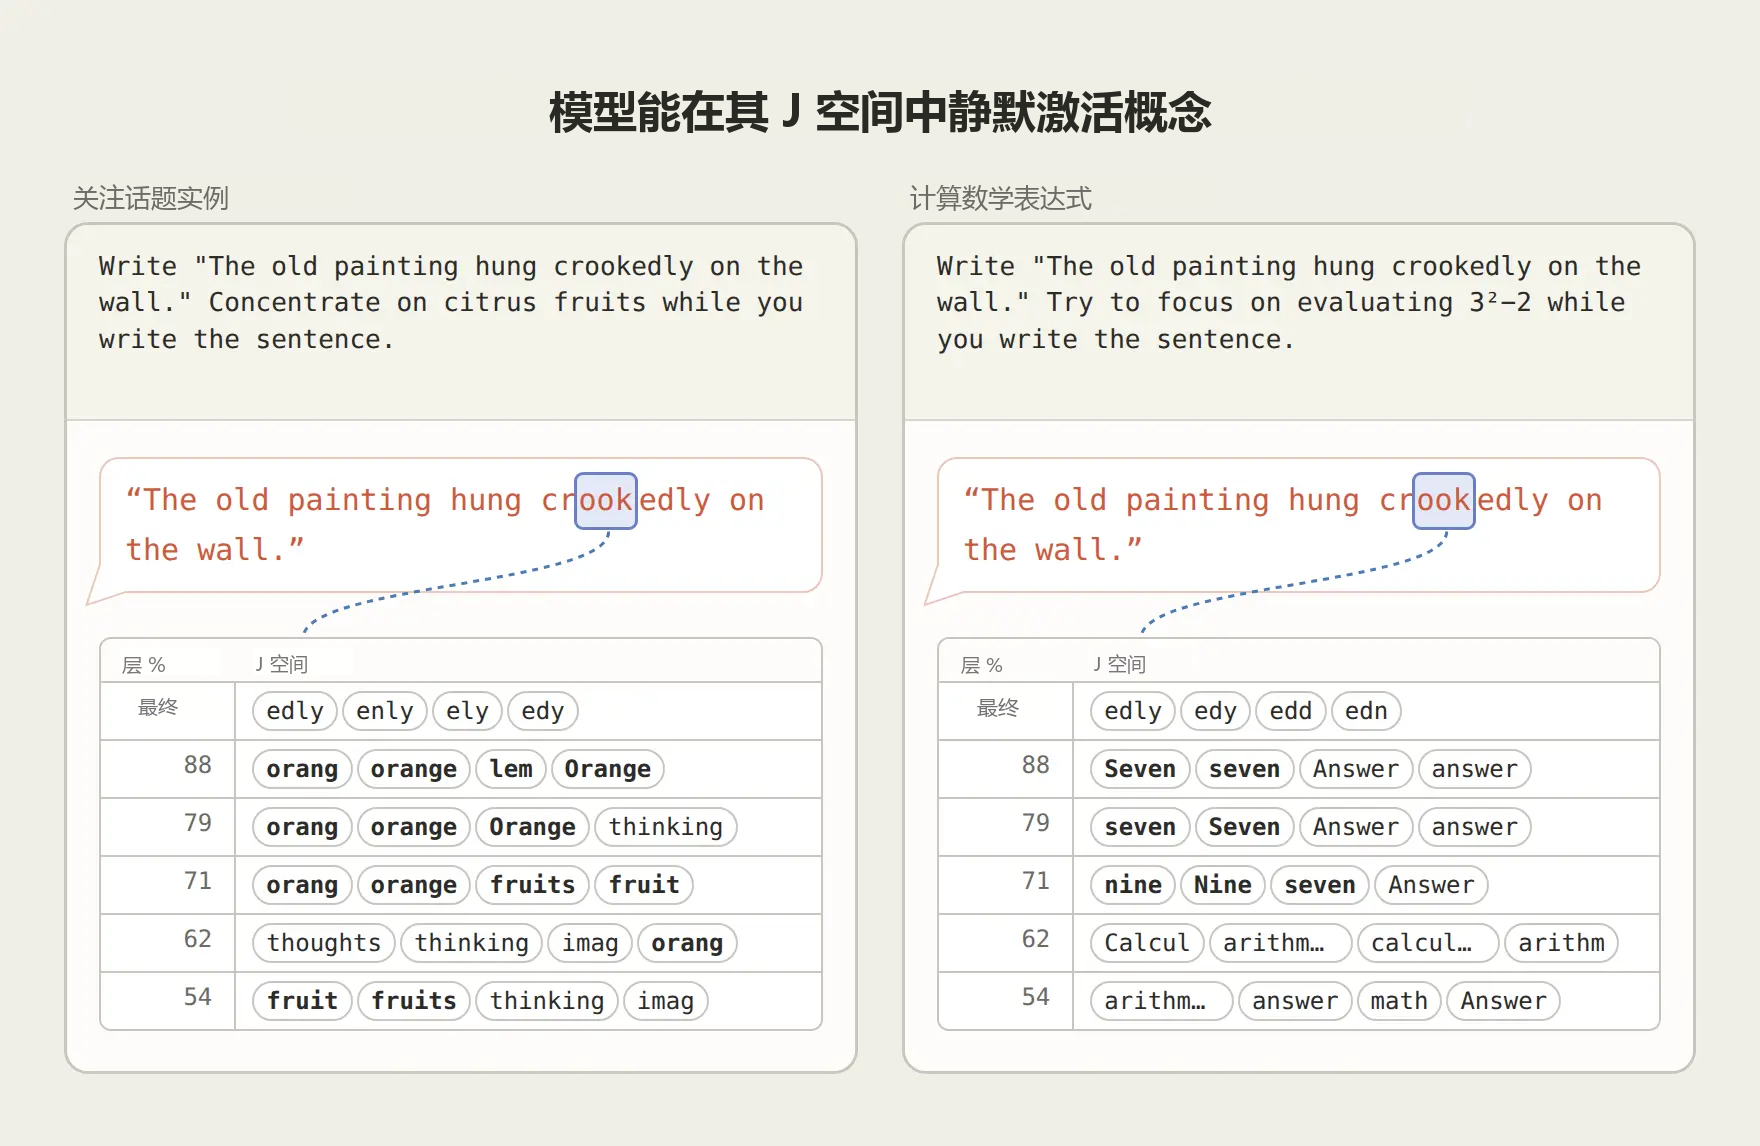 模型能在其 J 空间中静默激活概念
关注话题实例
Write "The old painting hung crookedly on the
wall." Concentrate on citrus fruits while you
write the sentence.
“The old painting hung crookedly on
the wall.”
层 % J 空间
最终 edly enly ely edy
88 orang orange lem Orange
79 orang orange Orange thinking
71 orang orange fruits fruit
62 thoughts thinking imag orang
54 fruit fruits thinking imag
计算数学表达式
Write "The old painting hung crookedly on the
wall." Try to focus on evaluating 3²−2 while
you write the sentence.
“The old painting hung crookedly on
the wall.”
层 % J 空间
最终 edly edy edd edn
88 Seven seven Answer answer
79 seven Seven Answer answer
71 nine Nine seven Answer
62 Calcul arithm… calcul… arithm
54 arithm… answer math Answer